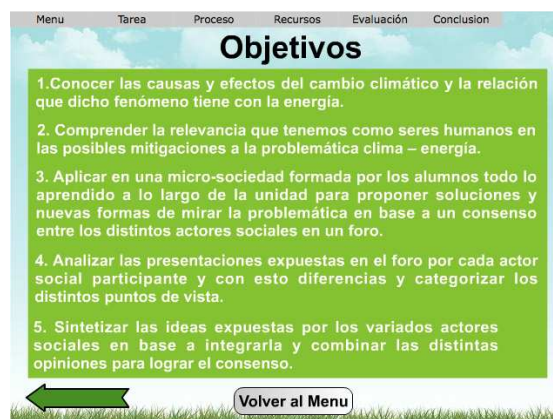 Menu Tarea Proceso Recursos Evaluación Conclusion
Objetivos
1.Conocer las causas y efectos del cambio climático y la relación
que dicho fenómeno tiene con la energía.
2. Comprender la relevancia que tenemos como seres humanos en
las posibles mitigaciones a la problemática clima – energía.
3. Aplicar en una micro-sociedad formada por los alumnos todo lo
aprendido a lo largo de la unidad para proponer soluciones y
nuevas formas de mirar la problemática en base a un consenso
entre los distintos actores sociales en un foro.
4. Analizar las presentaciones expuestas en el foro por cada actor
social participante y con esto diferencias y categorizar los
distintos puntos de vista.
5. Sintetizar las ideas expuestas por los variados actores
sociales en base a integrarla y combinar las distintas
opiniones para lograr el consenso.
Volver al Menu